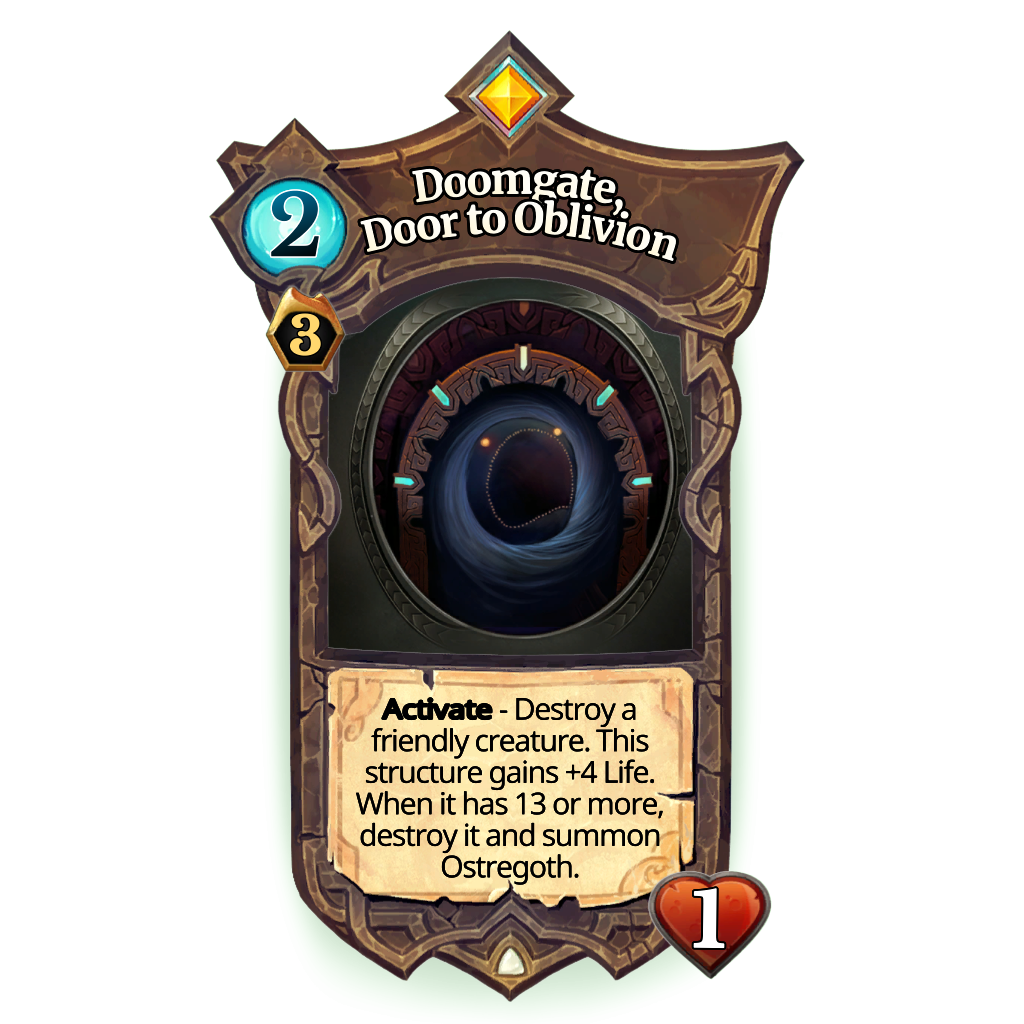 Doomgate,
Door to Oblivion
2
3
Activate - Destroy a
friendly creature. This
structure gains +4 Life.
When it has 13 or more,
destroy it and summon
Ostregoth.
1